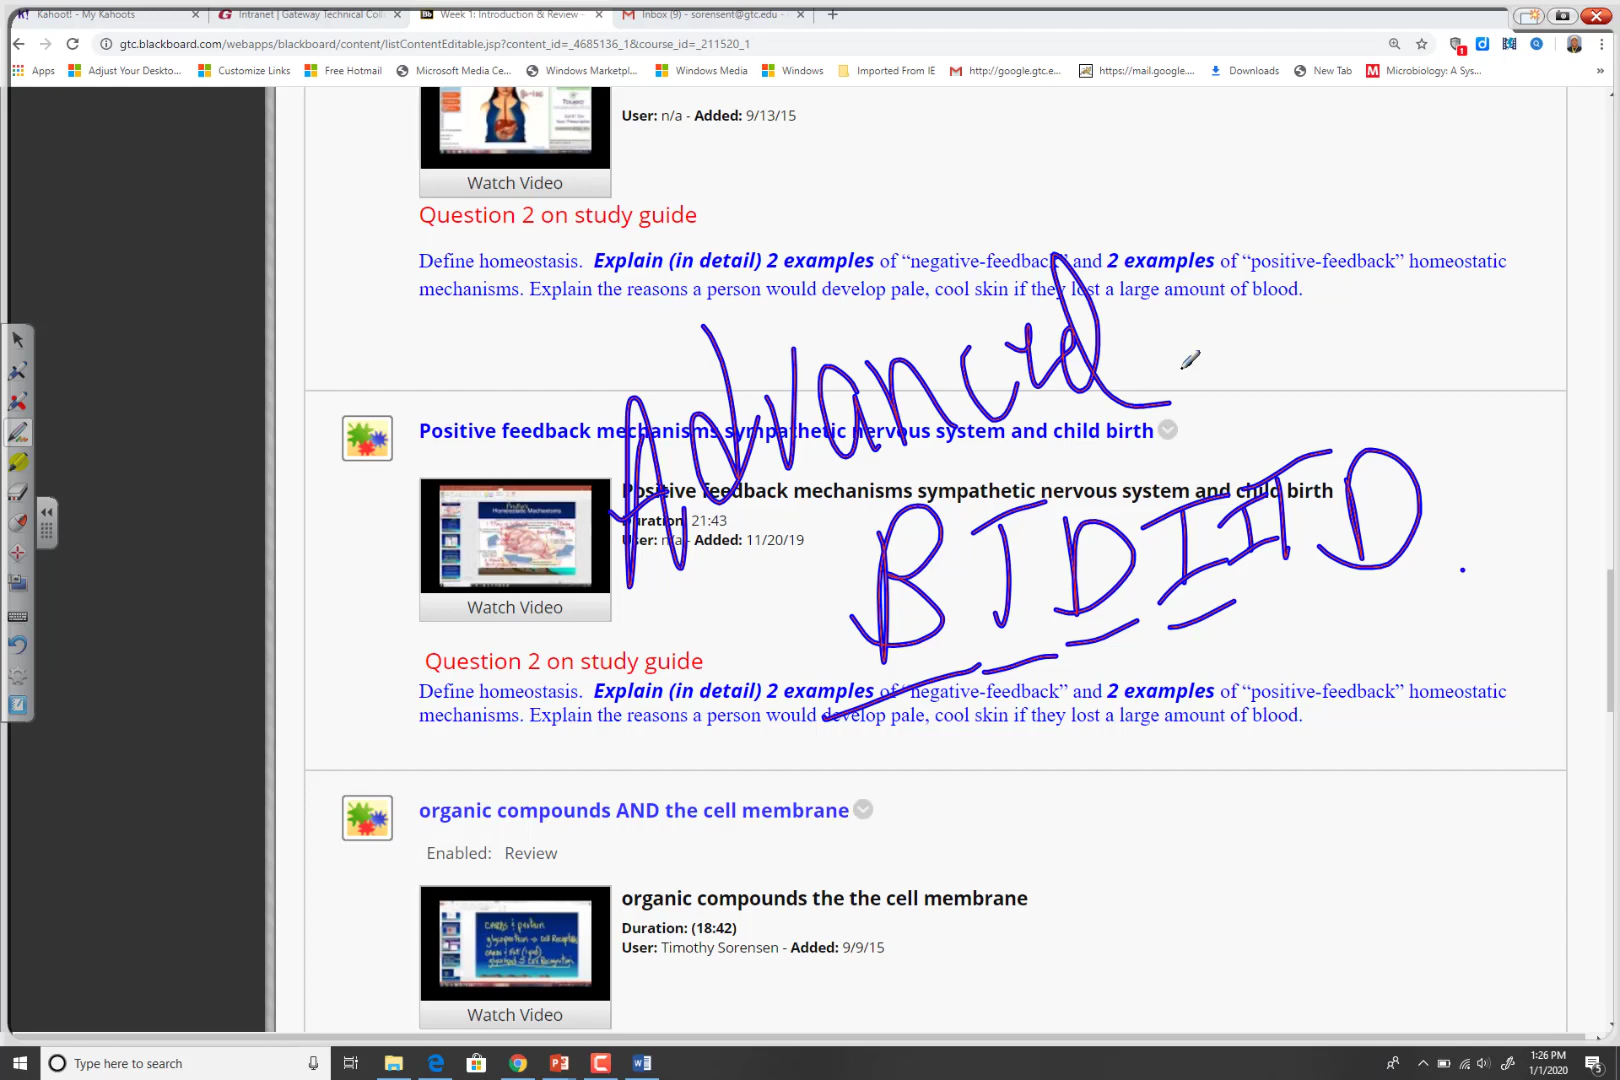 Kahoot! - My Kahoots
Intranet | Gateway Technical Coll
Week 1: Introduction & Review -
Inbox (9) - sorensent@gtc.edu -
gtc.blackboard.com/webapps/blackboard/content/listContentEditable.jsp?content_id=_4685136_1&course_id=_211520_1
Apps
Adjust Your Deskto...
Customize Links
Free Hotmail
Microsoft Media Ce...
Windows Marketpl...
Windows Media
Windows
Imported From IE
http://google.gtc.e...
https://mail.google....
Downloads
New Tab
Microbiology: A Sys...
User: n/a - Added: 9/13/15
Watch Video
Question 2 on study guide
Define homeostasis. Explain (in detail) 2 examples of “negative-feedback” and 2 examples of “positive-feedback” homeostatic
mechanisms. Explain the reasons a person would develop pale, cool skin if they lost a large amount of blood.
Advanced
Positive feedback mechanisms sympathetic nervous system and child birth
Positive feedback mechanisms sympathetic nervous system and child birth
Duration: 21:43
User: n/a - Added: 11/20/19
Homeostatic Mechanisms
Watch Video
Question 2 on study guide
Define homeostasis. Explain (in detail) 2 examples of “negative-feedback” and 2 examples of “positive-feedback” homeostatic
mechanisms. Explain the reasons a person would develop pale, cool skin if they lost a large amount of blood.
organic compounds AND the cell membrane
Enabled: Review
organic compounds the the cell membrane
Duration: (18:42)
User: Timothy Sorensen - Added: 9/9/15
Watch Video
Type here to search
1:26 PM
1/1/2020